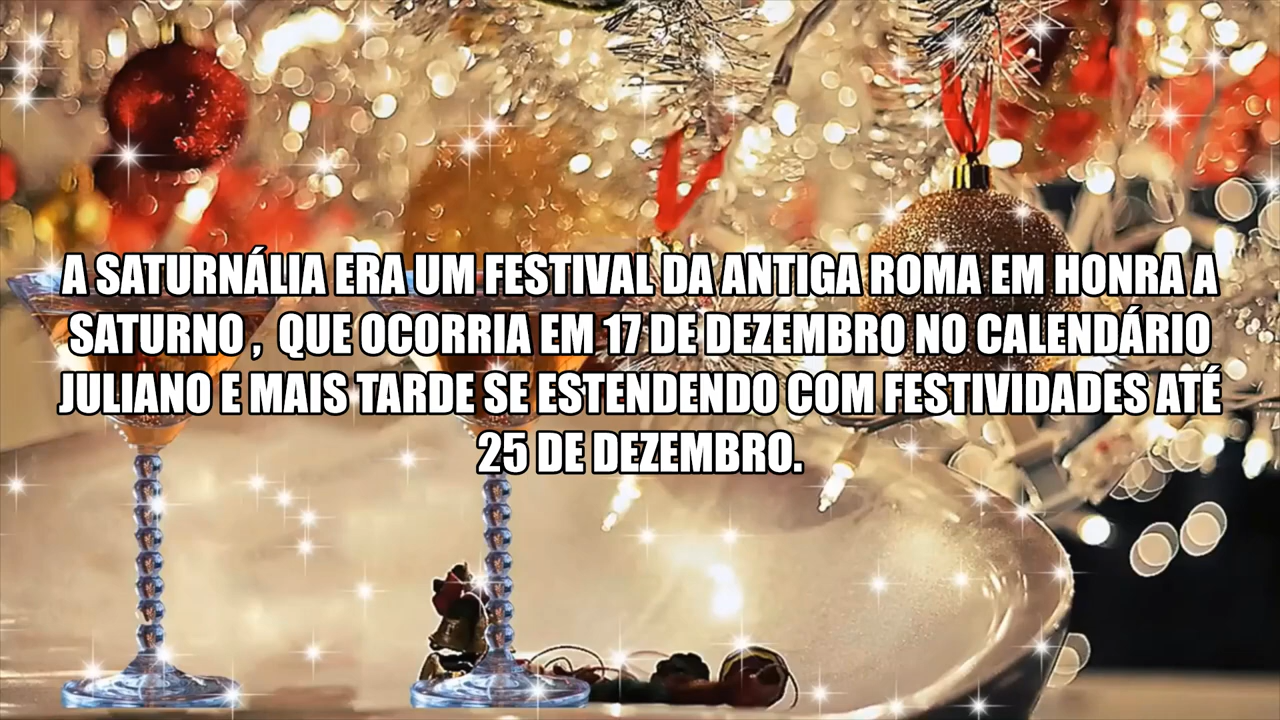 A SATURNÁLIA ERA UM FESTIVAL DA ANTIGA ROMA EM HONRA A
SATURNO ,  QUE OCORRIA EM 17 DE DEZEMBRO NO CALENDÁRIO
JULIANO E MAIS TARDE SE ESTENDENDO COM FESTIVIDADES ATÉ
25 DE DEZEMBRO.